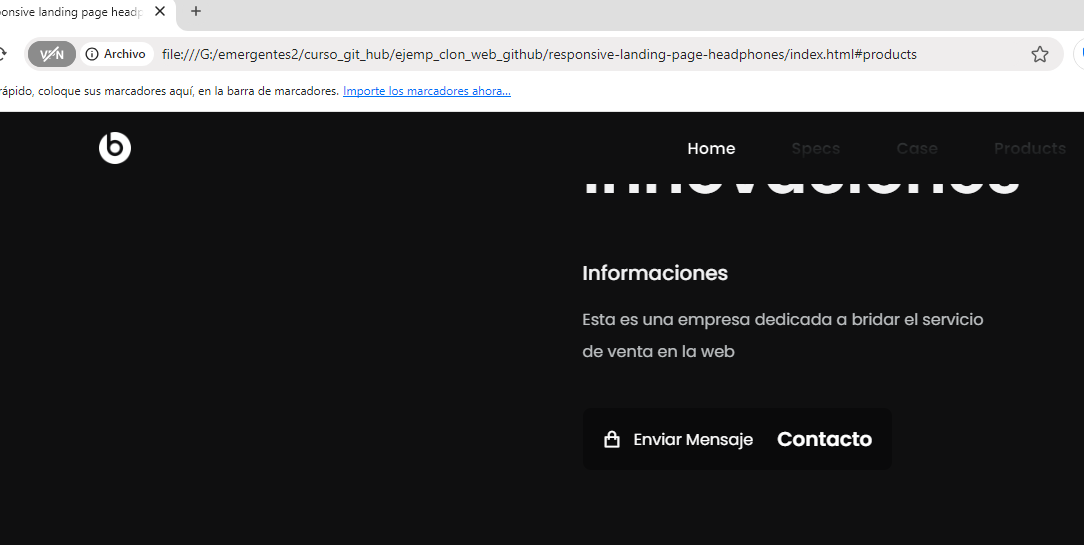 onsive landing page headp
Archivo
file:///G:/emergentes2/curso_git_hub/ejemp_clon_web_github/responsive-landing-page-headphones/index.html#products
rápido, coloque sus marcadores aquí, en la barra de marcadores. Importe los marcadores ahora...
b
Home Specs Case Products
Innovaciones
Informaciones
Esta es una empresa dedicada a bridar el servicio
de venta en la web
Enviar Mensaje Contacto